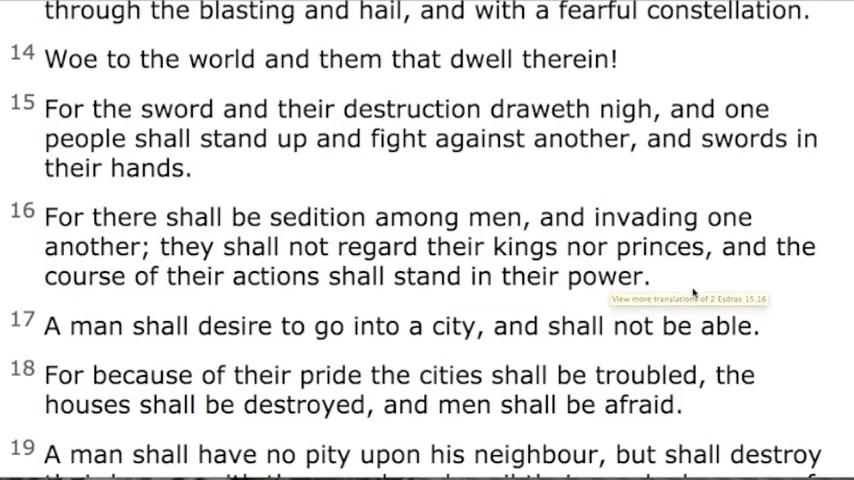 through the blasting and hail, and with a fearful constellation.
14 Woe to the world and them that dwell therein!
15 For the sword and their destruction draweth nigh, and one
people shall stand up and fight against another, and swords in
their hands.
16 For there shall be sedition among men, and invading one
another; they shall not regard their kings nor princes, and the
course of their actions shall stand in their power.
View more translations of 2 Esdras 15:16
17 A man shall desire to go into a city, and shall not be able.
18 For because of their pride the cities shall be troubled, the
houses shall be destroyed, and men shall be afraid.
19 A man shall have no pity upon his neighbour, but shall destroy